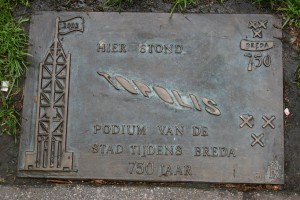 HIER STOND
TOPOLIS
PODIUM VAN DE
STAD TIJDENS BREDA
750 JAAR
BREDA
750